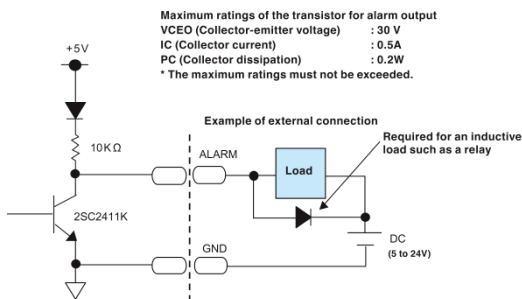 Maximum ratings of the transistor for alarm output
VCEO (Collector-emitter voltage) : 30 V
IC (Collector current) : 0.5A
PC (Collector dissipation) : 0.2W
* The maximum ratings must not be exceeded.
+5V
Example of external connection
Required for an inductive
load such as a relay
10KΩ
ALARM
Load
2SC2411K
GND
DC
(5 to 24V)